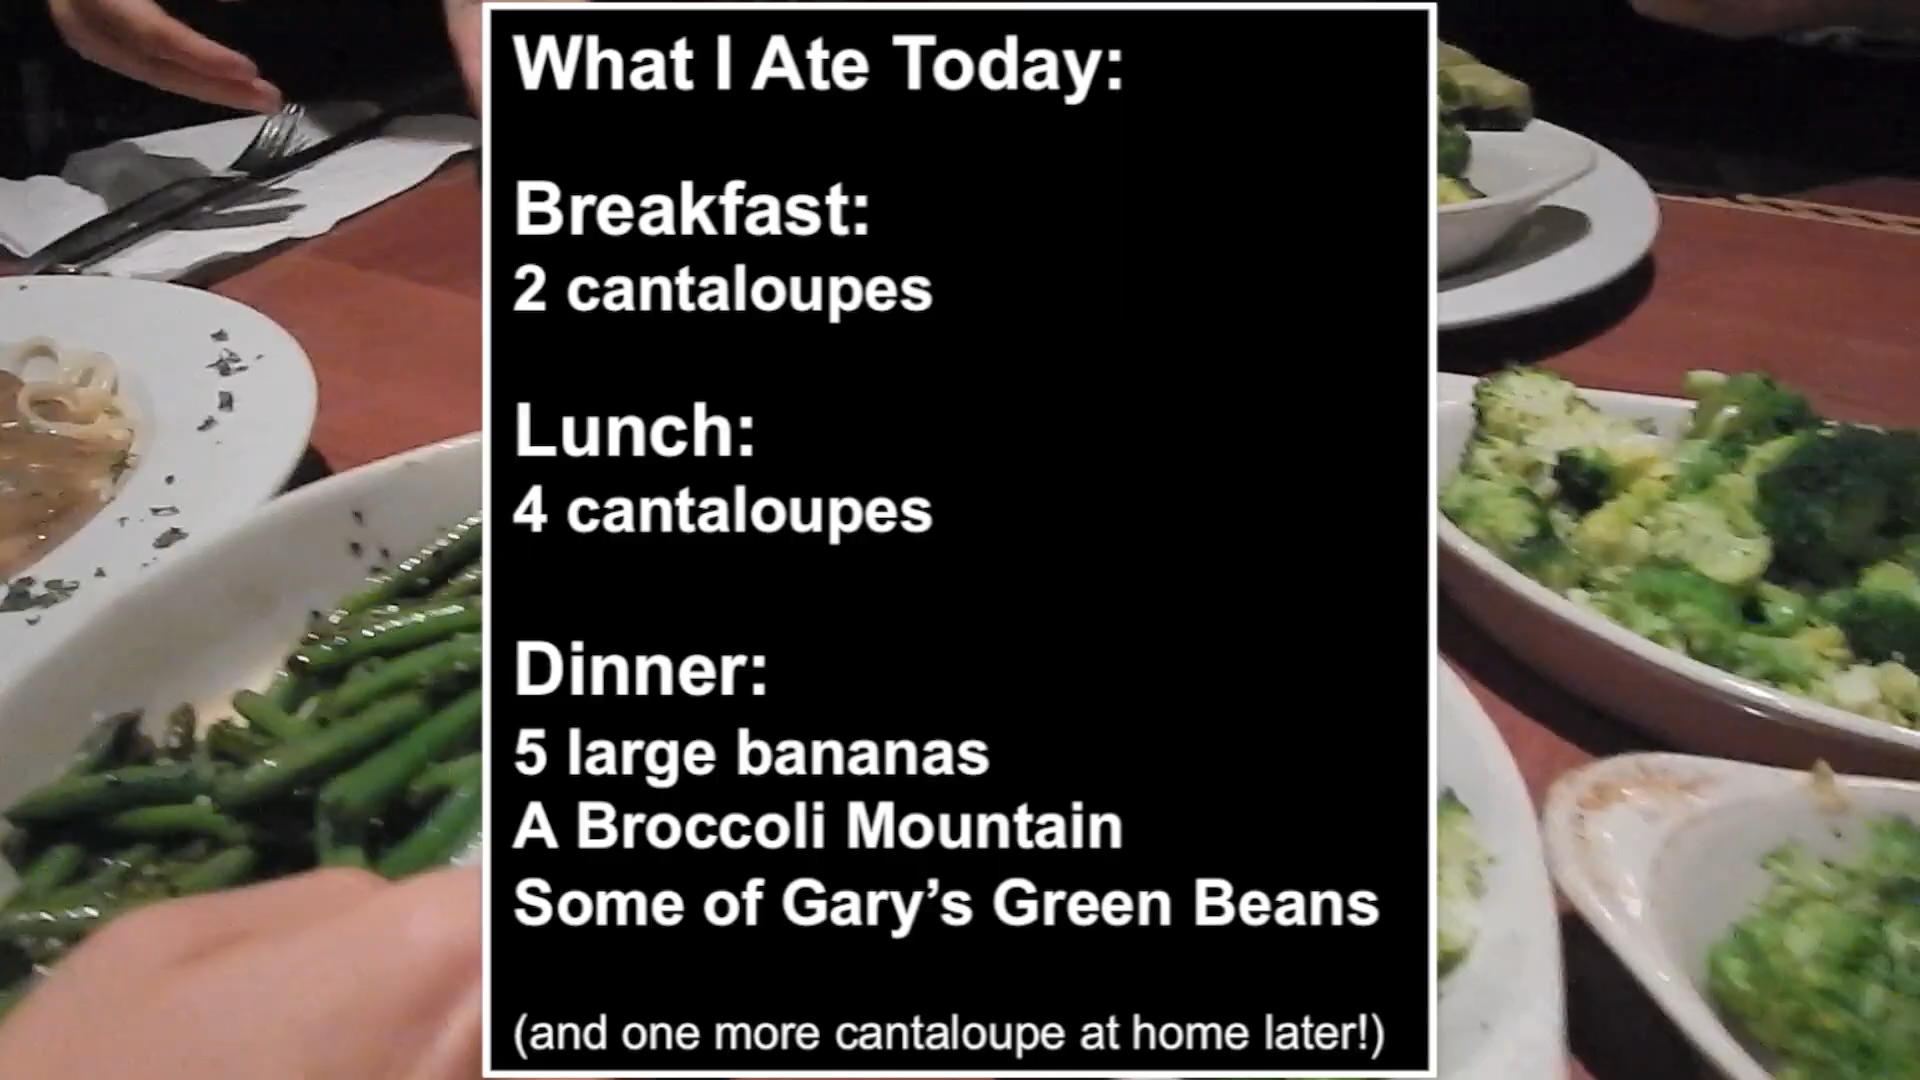 What I Ate Today:
Breakfast:
2 cantaloupes
Lunch:
4 cantaloupes
Dinner:
5 large bananas
A Broccoli Mountain
Some of Gary’s Green Beans
(and one more cantaloupe at home later!)